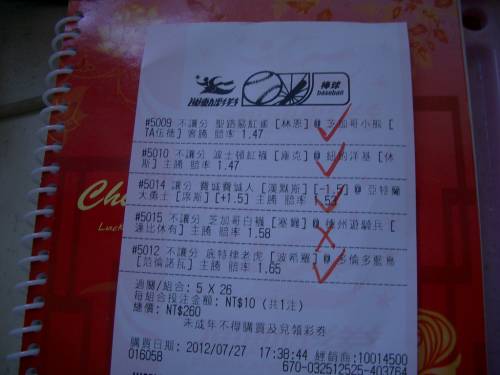 運動彩券
棒球
baseball
#5009 不讓分 聖路易紅雀 [林恩] @ 芝加哥小熊 [
TA伍德] 客勝 賠率 1.47
#5010 不讓分 波士頓紅襪 [庫克] @ 紐約洋基 [休
斯] 主勝 賠率 1.47
#5014 讓分 費城費城人 [漢默斯] [-1.5] @ 亞特蘭
大勇士 [席斯] [+1.5] 主勝 1.53
#5015 不讓分 芝加哥白襪 [塞爾] @ 德州遊騎兵 [
達比休有] 主勝 賠率 1.58
#5012 不讓分 底特律老虎 [波希羅] @ 多倫多藍鳥
[范倫諾瓦] 主勝 賠率 1.65
過關/組合: 5 X 26
每組合投注金額: NT$10 (共1注)
總價: NT$260
未成年不得購買及兌領彩券
購買日期: 2012/07/27 17:38:44 經銷商:10014500
016058 670-032512525-403764
Ch
Luck